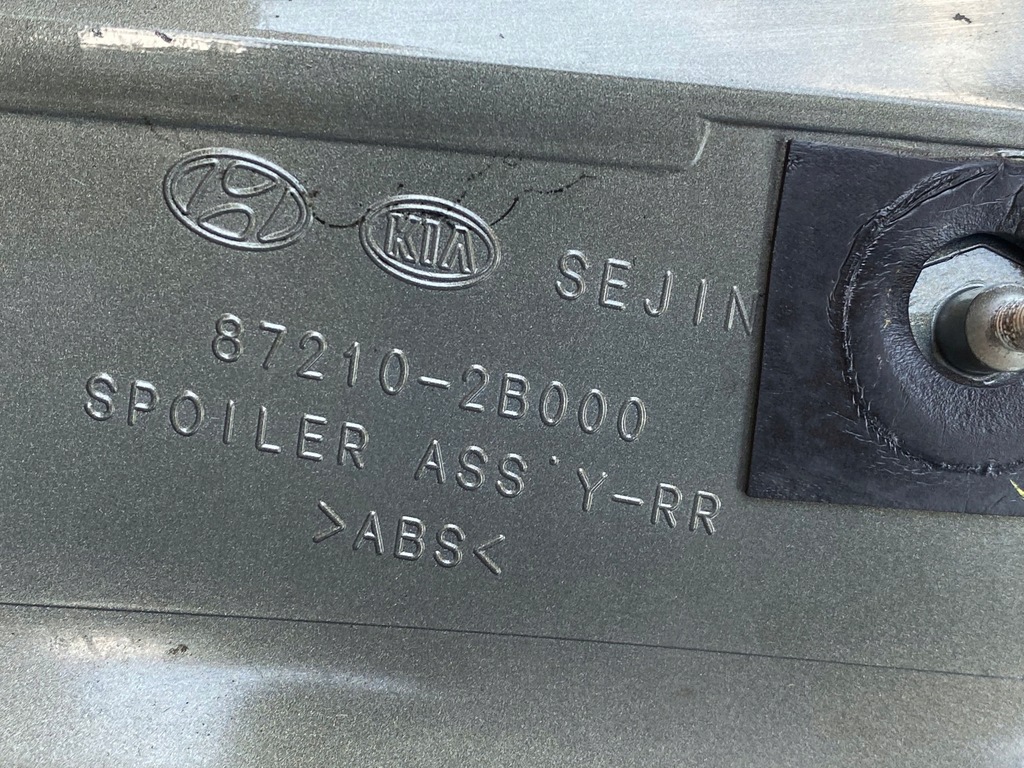 KIA SEJIN
87210-2B000
SPOILER ASS'Y-RR
>ABS<